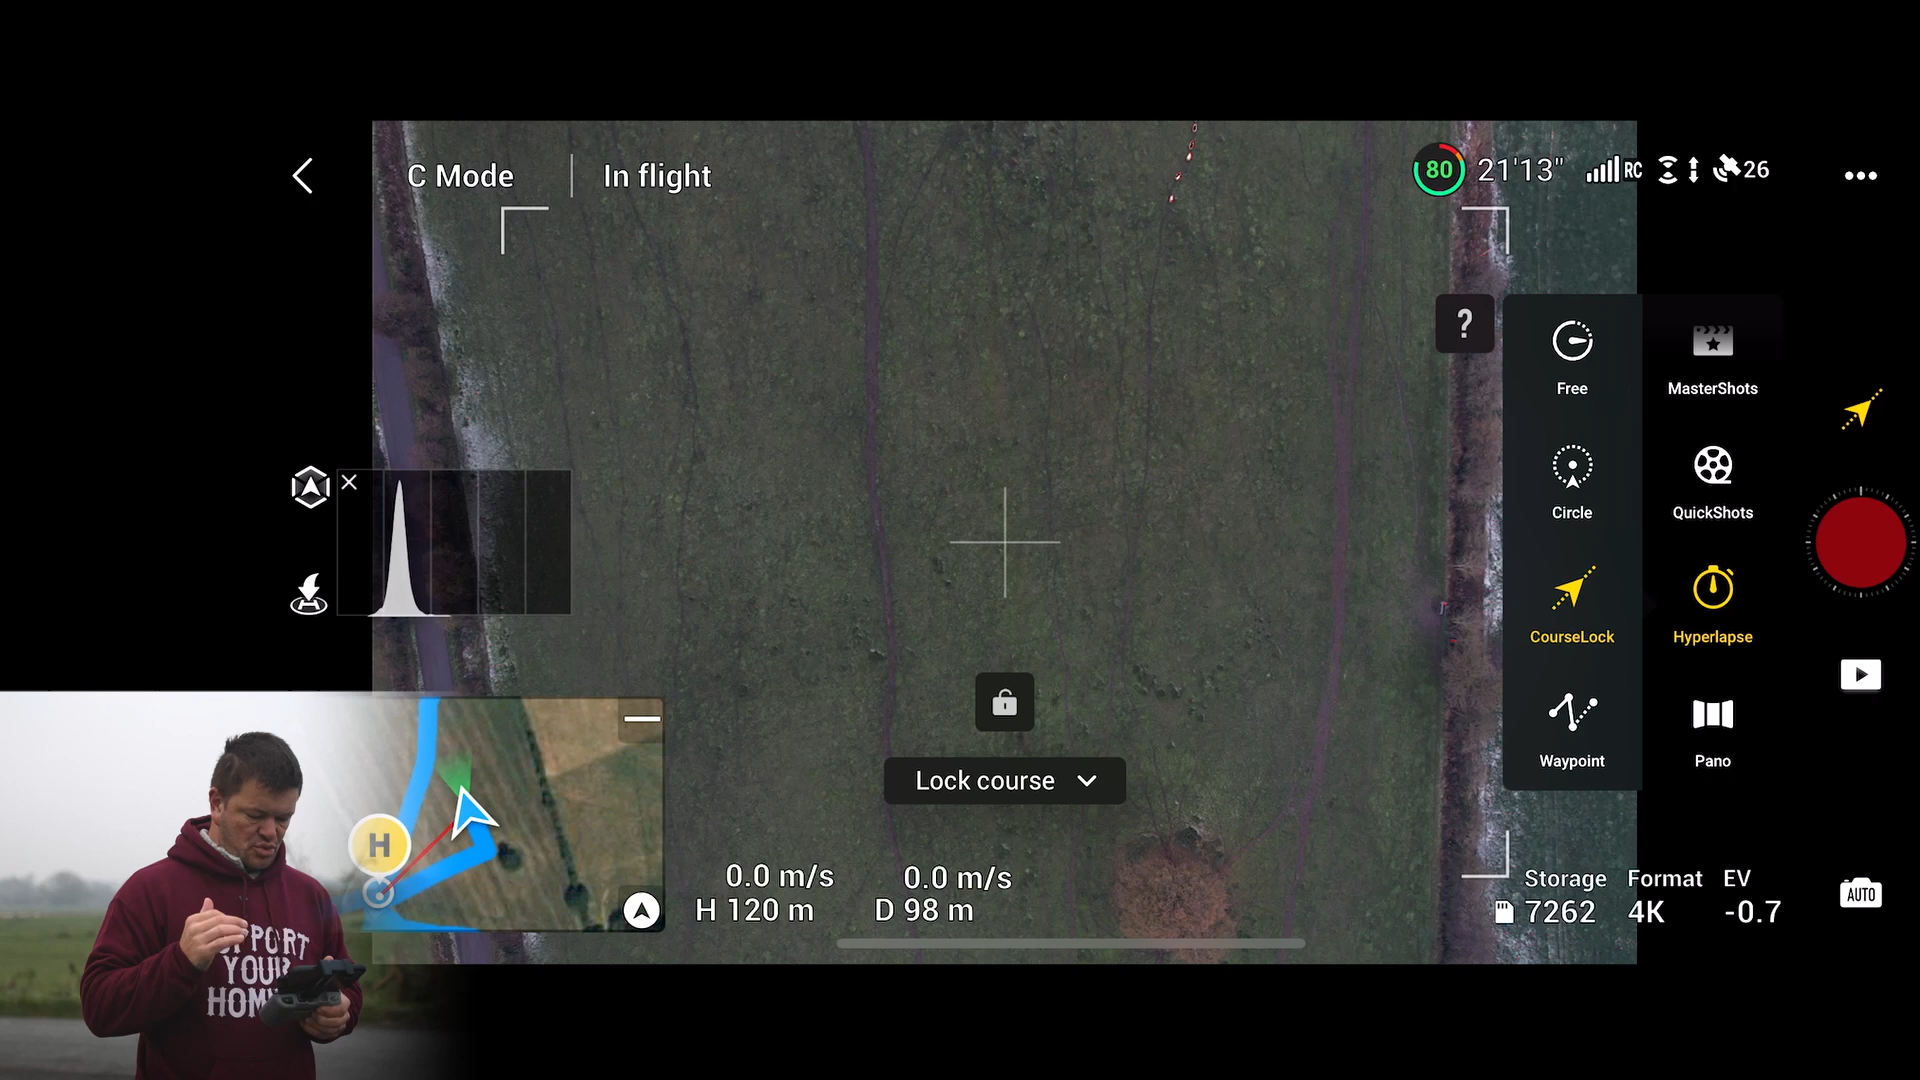 C Mode | In flight
80 21'13" RC 26
?
Free
MasterShots
Circle
QuickShots
CourseLock
Hyperlapse
Waypoint
Pano
Lock course
H
0.0 m/s 0.0 m/s
H 120 m D 98 m
Storage Format EV
7262 4K -0.7
AUTO
YOUR